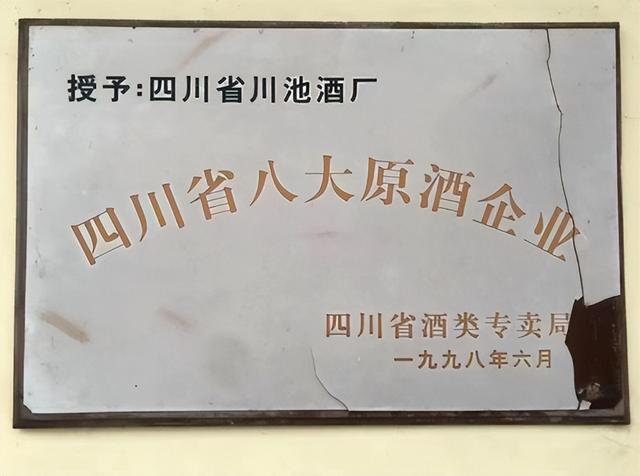 授予:四川省川池酒厂
四川省八大原酒企业
四川省酒类专卖局
一九九八年六月